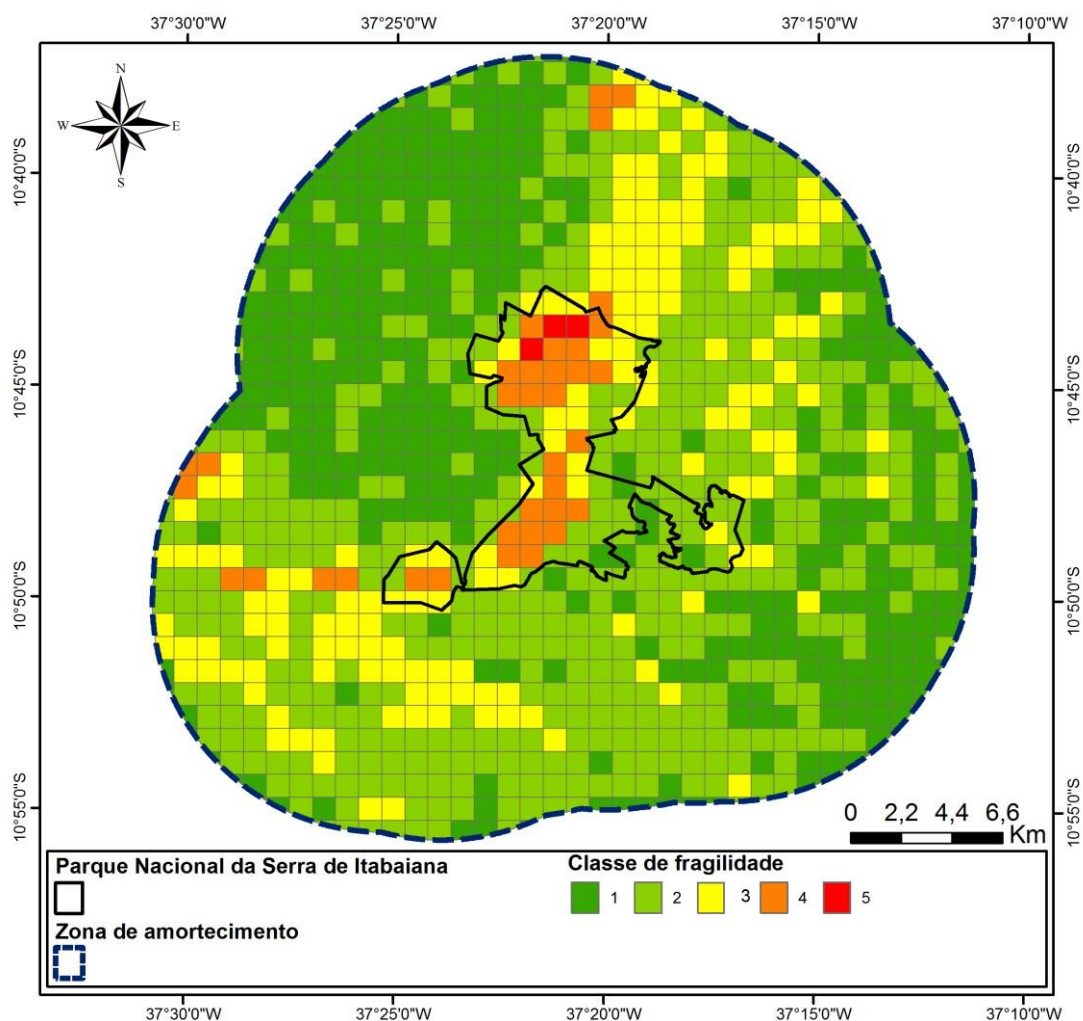 37°30'0"W 37°25'0"W 37°20'0"W 37°15'0"W 37°10'0"W
N
W E
S
10°40'0"S 10°40'0"S
10°45'0"S 10°45'0"S
10°50'0"S 10°50'0"S
10°55'0"S 10°55'0"S
0 2,2 4,4 6,6
Km
Parque Nacional da Serra de Itabaiana
Zona de amortecimento
Classe de fragilidade
1 2 3 4 5
37°30'0"W 37°25'0"W 37°20'0"W 37°15'0"W 37°10'0"W